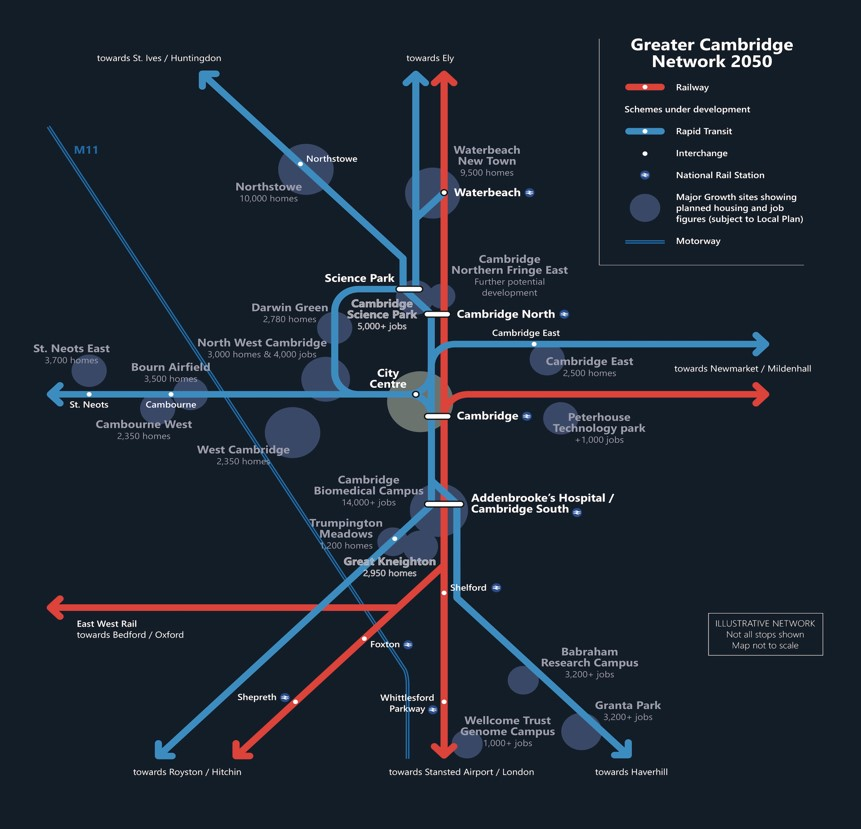 Greater Cambridge
Network 2050
Railway
Schemes under development
Rapid Transit
Interchange
National Rail Station
Major Growth sites showing
planned housing and job
figures (subject to Local Plan)
Motorway
towards St. Ives / Huntingdon
towards Ely
M11
Northstowe
Northstowe
10,000 homes
Waterbeach
New Town
9,500 homes
Waterbeach
Science Park
Cambridge
Northern Fringe East
Further potential
development
Cambridge
Science Park
5,000+ jobs
Darwin Green
2,780 homes
Cambridge North
North West Cambridge
3,000 homes & 4,000 jobs
Cambridge East
Cambridge East
2,500 homes
towards Newmarket / Mildenhall
St. Neots East
3,700 homes
Bourn Airfield
3,500 homes
City
Centre
St. Neots
Cambourne
Cambourne West
2,350 homes
Cambridge
Peterhouse
Technology park
+1,000 jobs
West Cambridge
2,350 homes
Cambridge
Biomedical Campus
14,000+ jobs
Addenbrooke's Hospital /
Cambridge South
Trumpington
Meadows
1,200 homes
Great Kneighton
2,950 homes
Shelford
East West Rail
towards Bedford / Oxford
Foxton
ILLUSTRATIVE NETWORK
Not all stops shown
Map not to scale
Babraham
Research Campus
3,200+ jobs
Shepreth
Whittlesford
Parkway
Granta Park
3,200+ jobs
Wellcome Trust
Genome Campus
1,000+ jobs
towards Royston / Hitchin
towards Stansted Airport / London
towards Haverhill